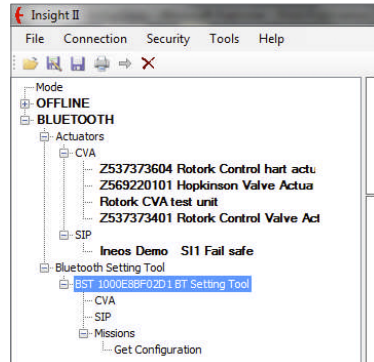 Insight II
File Connection Security Tools Help
Mode
OFFLINE
BLUETOOTH
Actuators
CVA
Z537373604 Rotork Control hart actu
Z569220101 Hopkinson Valve Actua
Rotork CVA test unit
Z537373401 Rotork Control Valve Act
SIP
Ineos Demo SI1 Fail safe
Bluetooth Setting Tool
BST 1000E8BF02D1 BT Setting Tool
CVA
SIP
Missions
Get Configuration